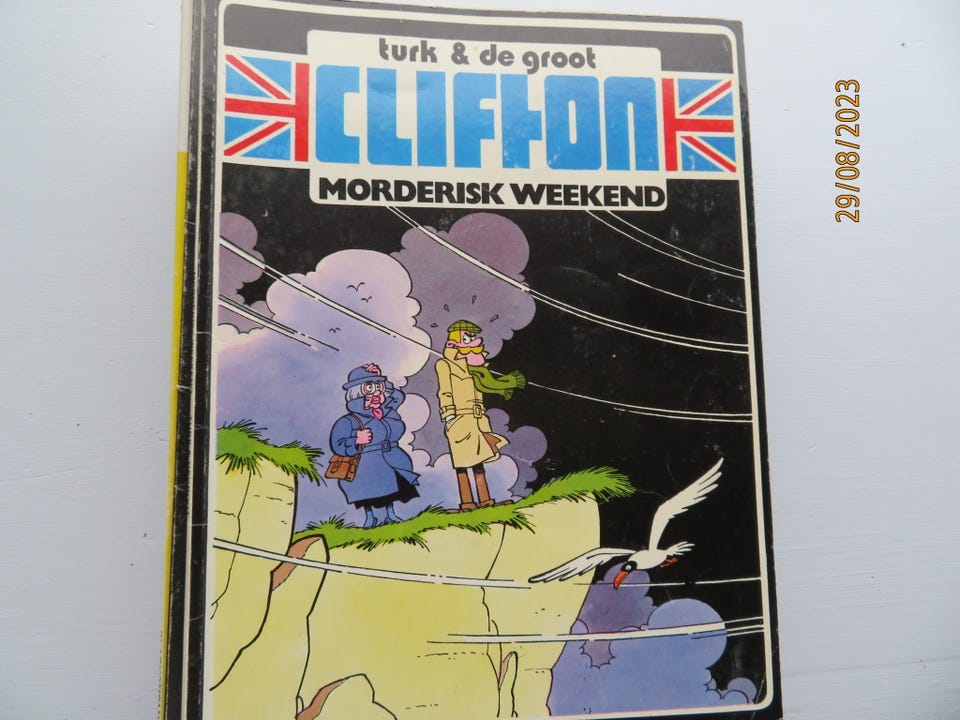 turk & de groot
CLIFTON
MORDERISK WEEKEND
29/08/2023